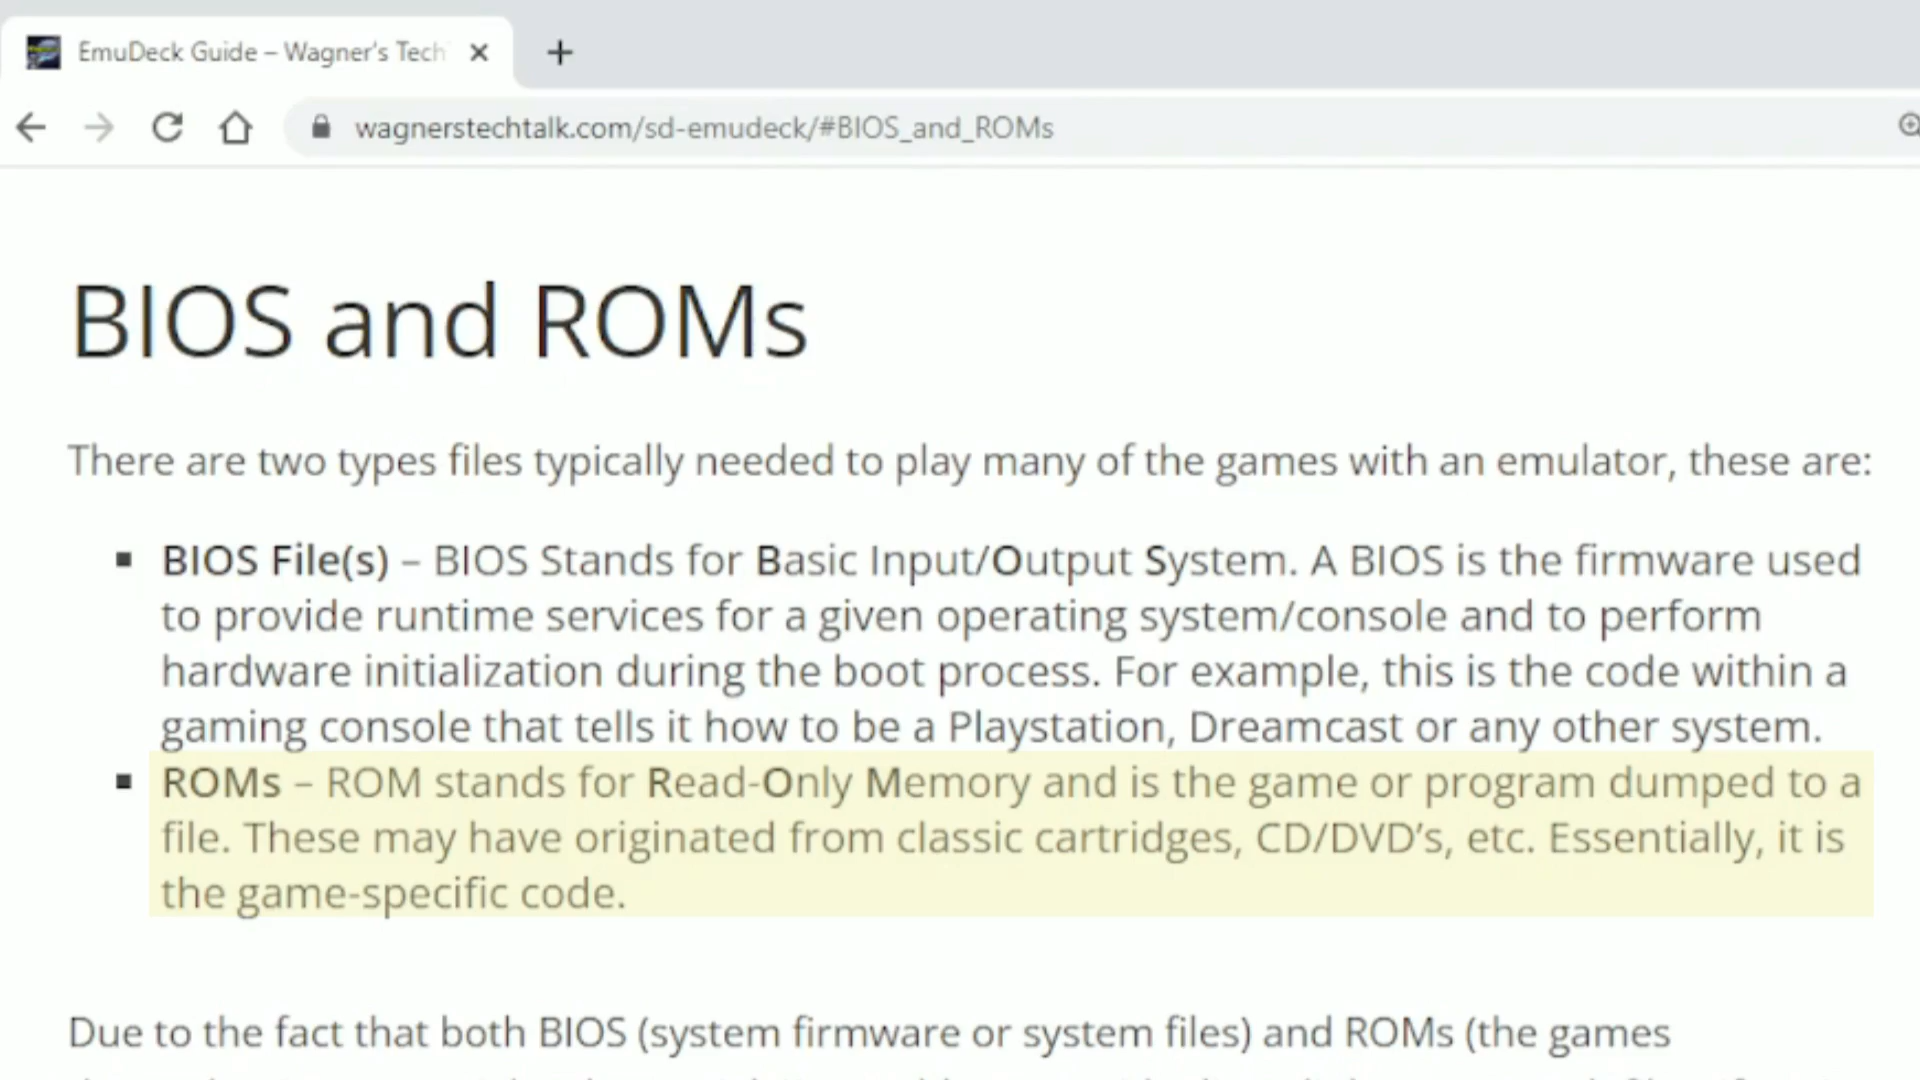 EmuDeck Guide – Wagner's Tech
wagnerstechtalk.com/sd-emudeck/#BIOS_and_ROMs
BIOS and ROMs
There are two types files typically needed to play many of the games with an emulator, these are:
▪ BIOS File(s) – BIOS Stands for Basic Input/Output System. A BIOS is the firmware used
to provide runtime services for a given operating system/console and to perform
hardware initialization during the boot process. For example, this is the code within a
gaming console that tells it how to be a Playstation, Dreamcast or any other system.
▪ ROMs – ROM stands for Read-Only Memory and is the game or program dumped to a
file. These may have originated from classic cartridges, CD/DVD’s, etc. Essentially, it is
the game-specific code.
Due to the fact that both BIOS (system firmware or system files) and ROMs (the games